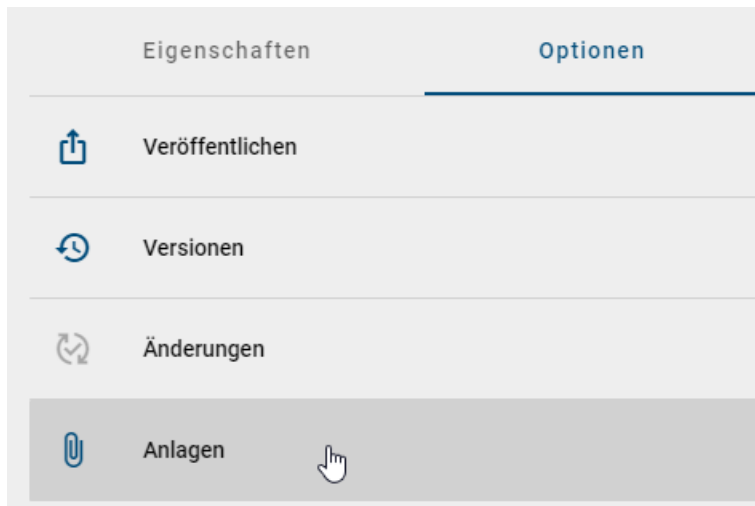 Eigenschaften Optionen
Veröffentlichen
Versionen
Änderungen
Anlagen